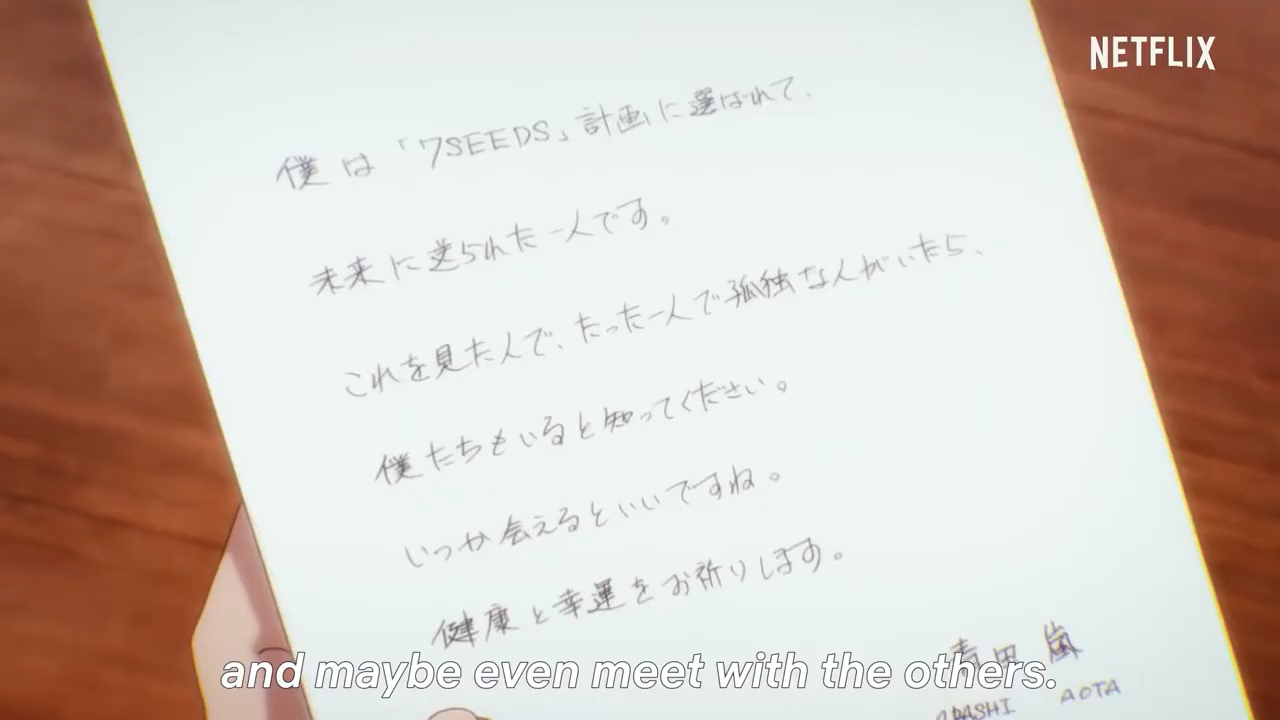 NETFLIX
僕は「7SEEDS」計画に選ばれて、
未来に送られた一人です。
これを見た人で、たった一人で孤独な人がいたら、
僕たちもいると知ってください。
いつか会えるといいですね。
健康と幸運をお祈りします。
青田 嵐
ARASHI AOTA
and maybe even meet with the others.